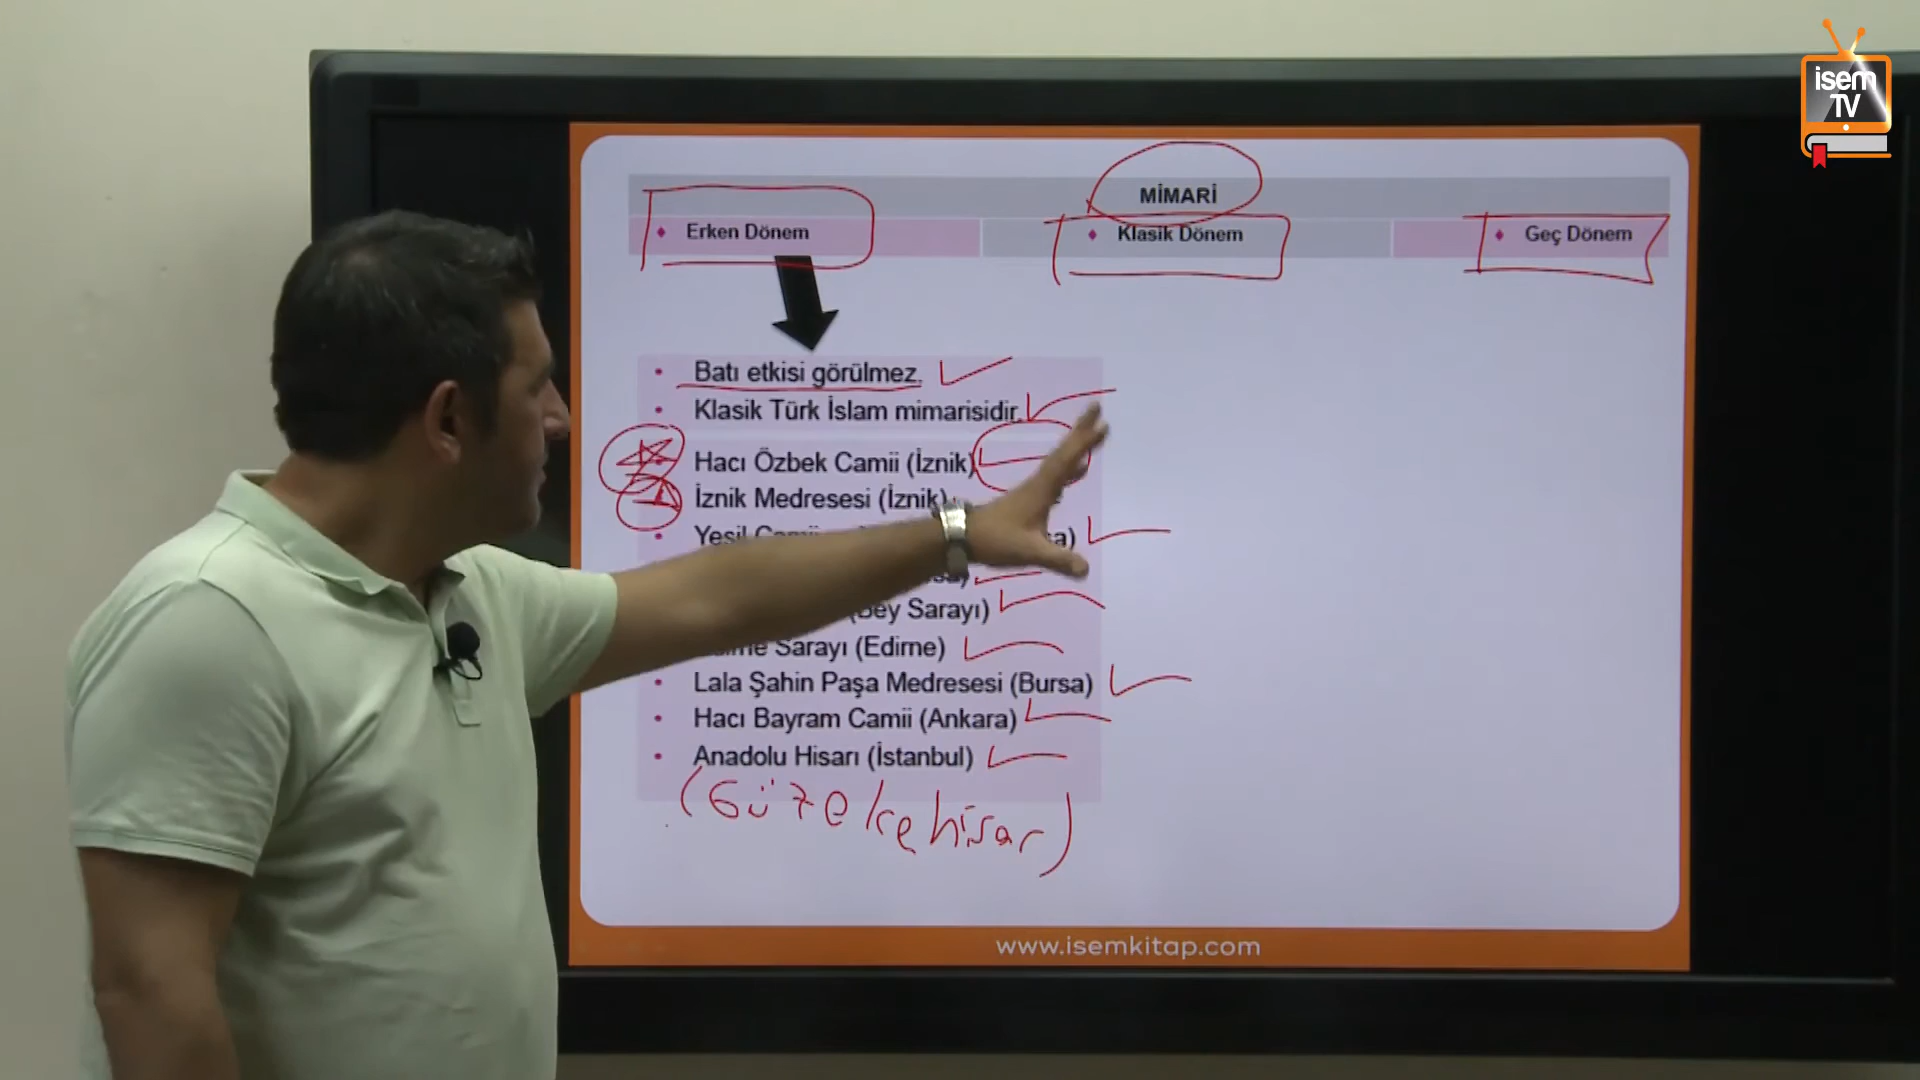 isem
TV
MİMARİ
Erken Dönem
Klasik Dönem
Geç Dönem
Batı etkisi görülmez.
Klasik Türk İslam mimarisidir.
Hacı Özbek Camii (İznik)
İznik Medresesi (İznik)
Yeşil
(Bey Sarayı)
Sarayı (Edirne)
Lala Şahin Paşa Medresesi (Bursa)
Hacı Bayram Camii (Ankara)
Anadolu Hisarı (İstanbul)
(Güzelcehisar)
www.isemkitap.com